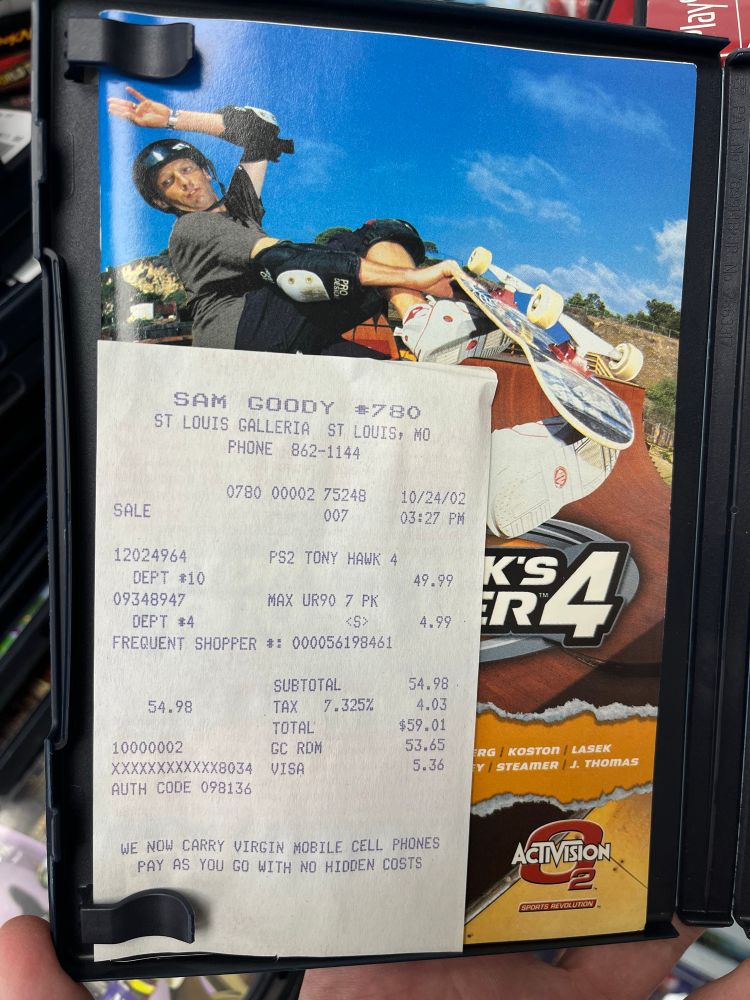 SAM GOODY #780
ST LOUIS GALLERIA ST LOUIS, MO
PHONE 862-1144
0780 00002 75248 10/24/02
SALE 007 03:27 PM
12024964 PS2 TONY HAWK 4
DEPT #10 49.99
09348947 MAX UR90 7 PK
DEPT #4 <S> 4.99
FREQUENT SHOPPER #: 000056198461
SUBTOTAL 54.98
54.98 TAX 7.325% 4.03
TOTAL $59.01
10000002 GC RDM 53.65
XXXXXXXXXXXX8034 VISA 5.36
AUTH CODE 098136
WE NOW CARRY VIRGIN MOBILE CELL PHONES
PAY AS YOU GO WITH NO HIDDEN COSTS
K'S
ER™ 4
ERG / KOSTON / LASEK
Y / STEAMER / J. THOMAS
ACTIVISION
O2
SPORTS REVOLUTION™
PRO